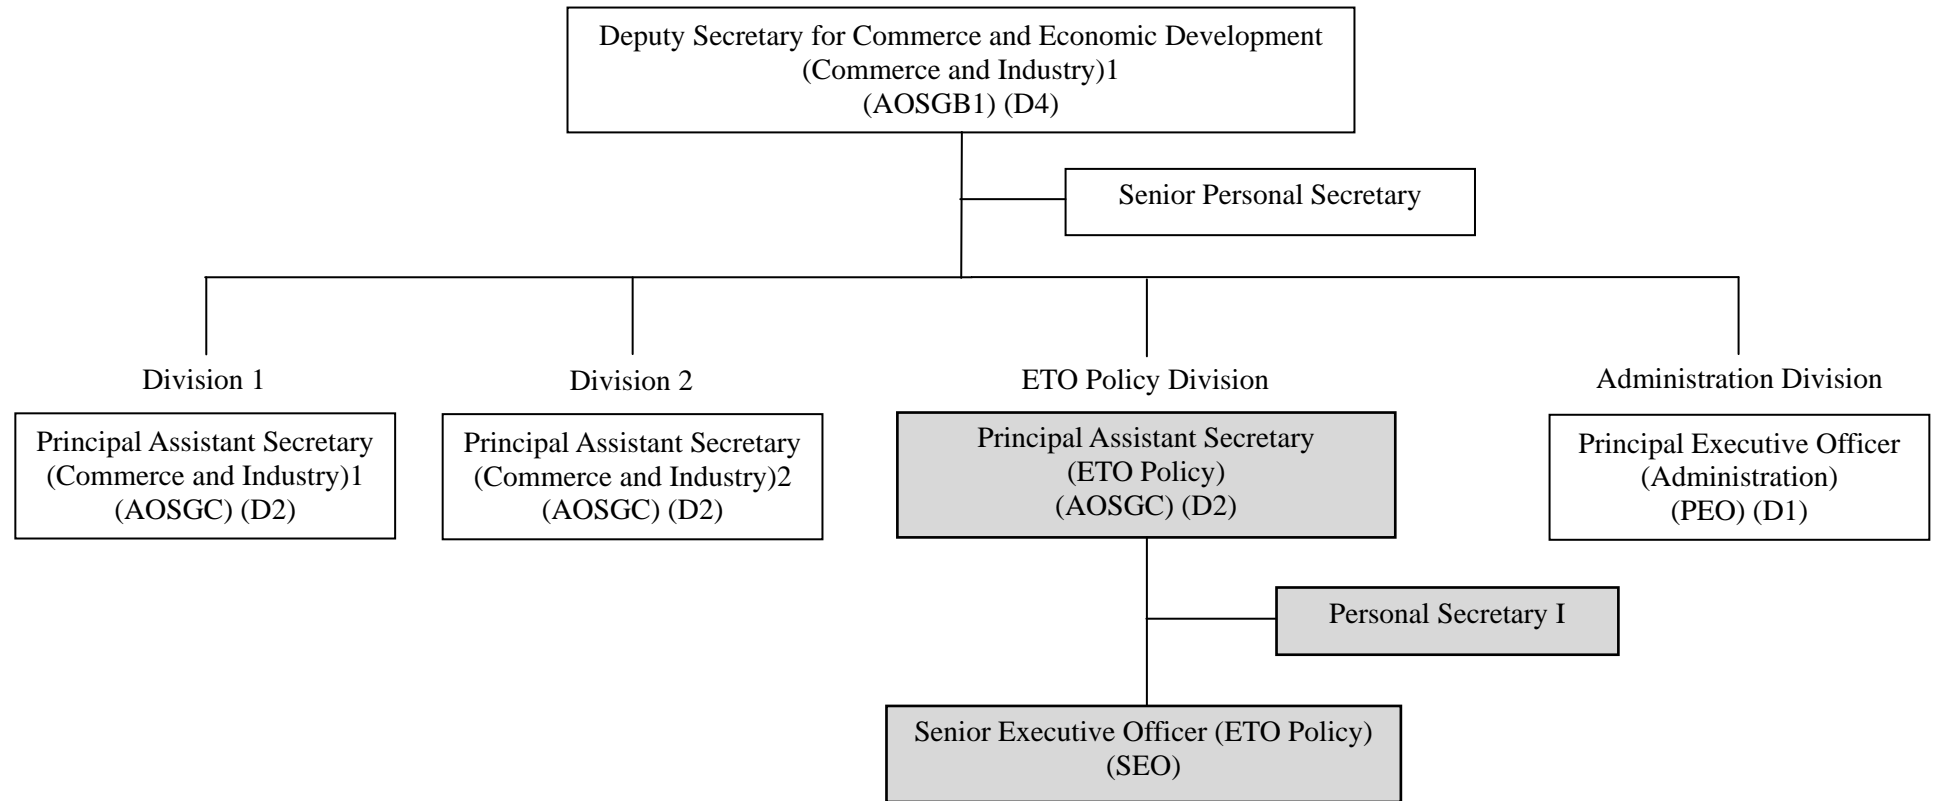 Deputy Secretary for Commerce and Economic Development
(Commerce and Industry)1
(AOSGB1) (D4)
Senior Personal Secretary
Division 1
Principal Assistant Secretary
(Commerce and Industry)1
(AOSGC) (D2)
Division 2
Principal Assistant Secretary
(Commerce and Industry)2
(AOSGC) (D2)
ETO Policy Division
Principal Assistant Secretary
(ETO Policy)
(AOSGC) (D2)
Administration Division
Principal Executive Officer
(Administration)
(PEO) (D1)
Personal Secretary I
Senior Executive Officer (ETO Policy)
(SEO)